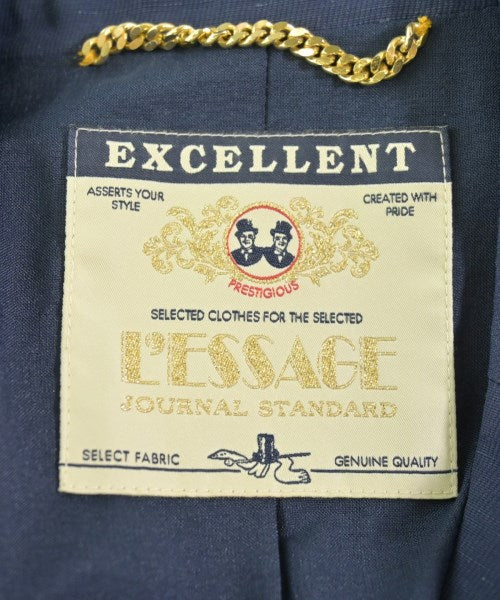 EXCELLENT
ASSERTS YOUR
STYLE
CREATED WITH
PRIDE
PRESTIGIOUS
SELECTED CLOTHES FOR THE SELECTED
L'ESSAGE
JOURNAL STANDARD
SELECT FABRIC
GENUINE QUALITY